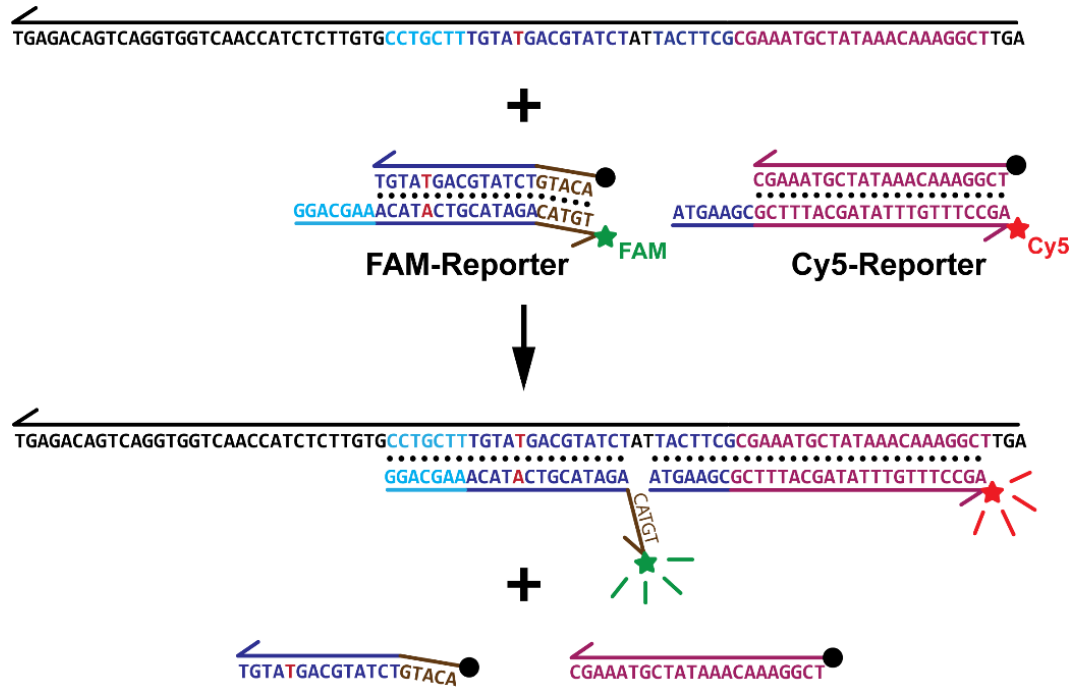 TGAGACAGTCAGGTGGTCAACCATCTCTTGTGCCTGCTTTGTATGACGTATCTATTACTTCGCGAAATGCTATAAACAAAGGCTTGA
+
TGTATGACGTATCTGTACA
GGACGAAACATACTGCATAGACATGT
FAM
FAM-Reporter
CGAAATGCTATAAACAAAGGCT
ATGAAGCGCTTTACGATATTTGTTTCCGA
Cy5
Cy5-Reporter
TGAGACAGTCAGGTGGTCAACCATCTCTTGTGCCTGCTTTGTATGACGTATCTATTACTTCGCGAAATGCTATAAACAAAGGCTTGA
GGACGAAACATACTGCATAGA
CATGT
ATGAAGCGCTTTACGATATTTGTTTCCGA
+
TGTATGACGTATCTGTACA
CGAAATGCTATAAACAAAGGCT